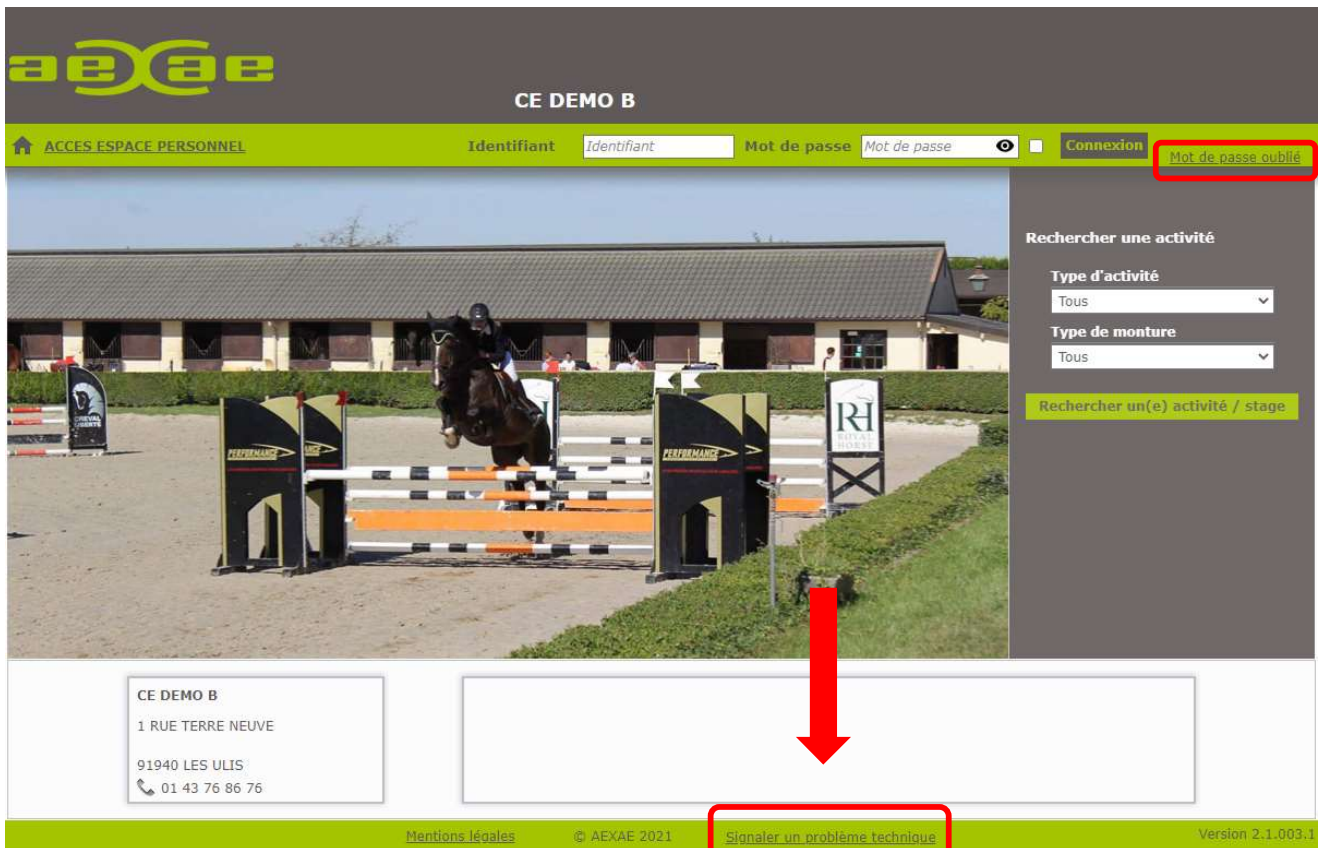 aexae
CE DEMO B
ACCES ESPACE PERSONNEL Identifiant Identifiant Mot de passe Mot de passe Connexion Mot de passe oublié
Rechercher une activité
Type d'activité
Tous
Type de monture
Tous
Rechercher un(e) activité / stage
CHEVAL
LIBERTE
PERFORMANCE
PERFORMANCE
RH
ROYAL
HORSE
CE DEMO B
1 RUE TERRE NEUVE
91940 LES ULIS
01 43 76 86 76
Mentions légales © AEXAE 2021 Signaler un problème technique Version 2.1.003.1